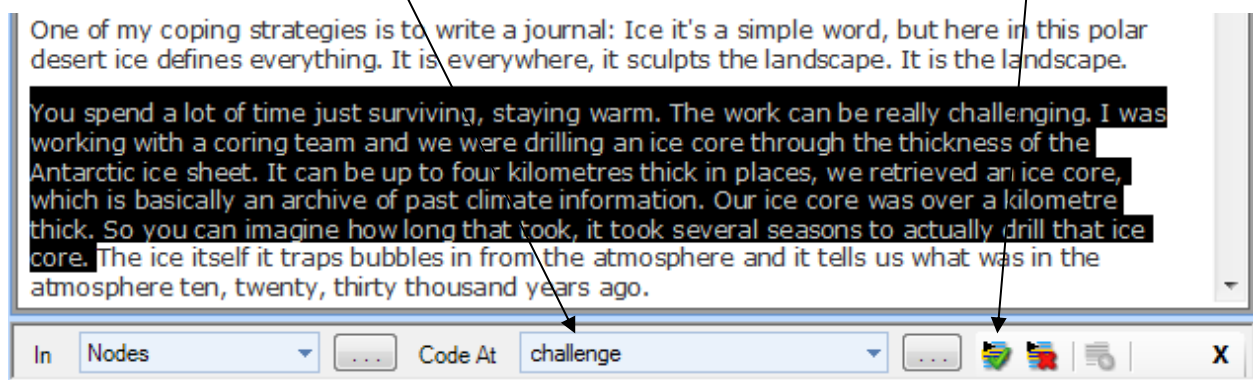 One of my coping strategies is to write a journal: Ice it's a simple word, but here in this polar
desert ice defines everything. It is everywhere, it sculpts the landscape. It is the landscape.
You spend a lot of time just surviving, staying warm. The work can be really challenging. I was
working with a coring team and we were drilling an ice core through the thickness of the
Antarctic ice sheet. It can be up to four kilometres thick in places, we retrieved an ice core,
which is basically an archive of past climate information. Our ice core was over a kilometre
thick. So you can imagine how long that took, it took several seasons to actually drill that ice
core. The ice itself it traps bubbles in from the atmosphere and it tells us what was in the
atmosphere ten, twenty, thirty thousand years ago.
In Nodes ... Code At challenge ... X